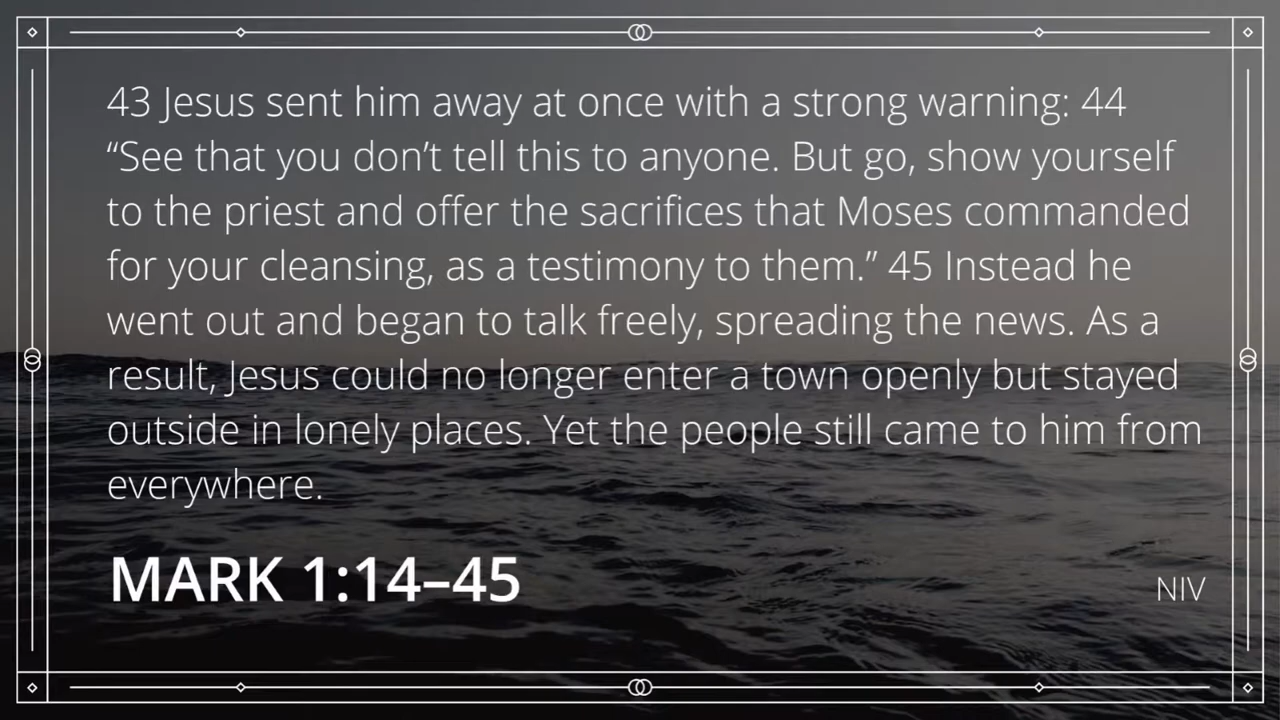 43 Jesus sent him away at once with a strong warning: 44
“See that you don’t tell this to anyone. But go, show yourself
to the priest and offer the sacrifices that Moses commanded
for your cleansing, as a testimony to them.” 45 Instead he
went out and began to talk freely, spreading the news. As a
result, Jesus could no longer enter a town openly but stayed
outside in lonely places. Yet the people still came to him from
everywhere.
MARK 1:14–45
NIV